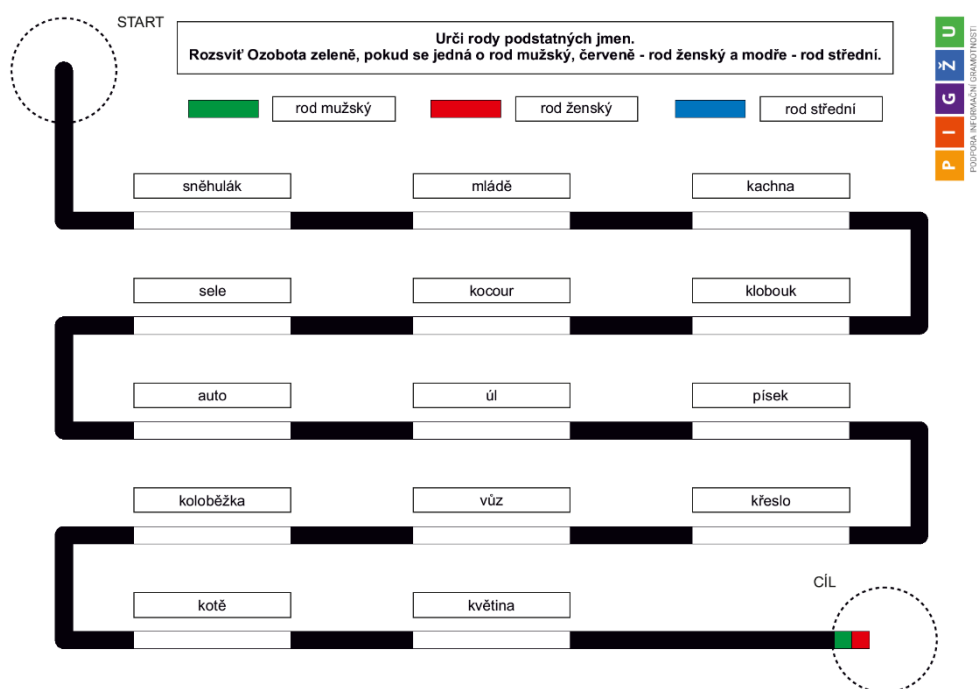 START
Urči rody podstatných jmen.
Rozsviť Ozobota zeleně, pokud se jedná o rod mužský, červeně - rod ženský a modře - rod střední.
rod mužský
rod ženský
rod střední
P I G Ž U
PODPORA INFORMAČNÍ GRAMOTNOSTI
sněhulák
mládě
kachna
sele
kocour
klobouk
auto
úl
písek
koloběžka
vůz
křeslo
kotě
květina
CÍL